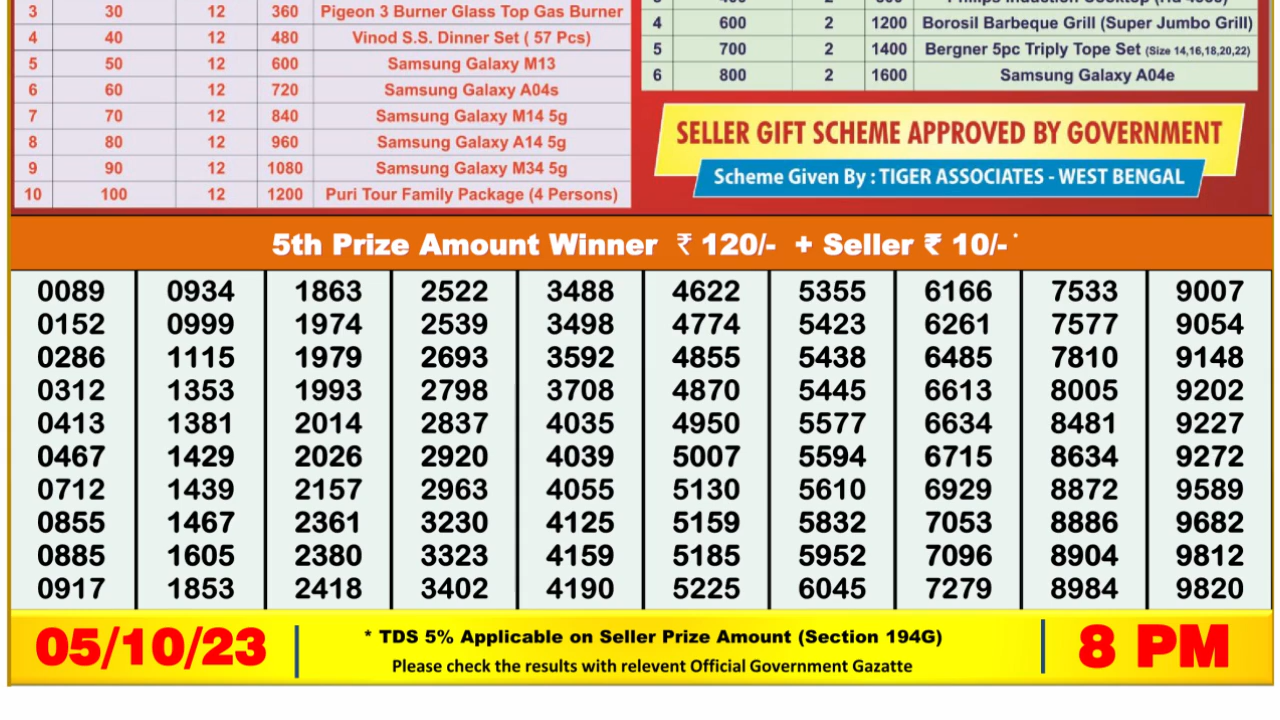 3 30 12 360 Pigeon 3 Burner Glass Top Gas Burner
4 40 12 480 Vinod S.S. Dinner Set ( 57 Pcs)
5 50 12 600 Samsung Galaxy M13
6 60 12 720 Samsung Galaxy A04s
7 70 12 840 Samsung Galaxy M14 5g
8 80 12 960 Samsung Galaxy A14 5g
9 90 12 1080 Samsung Galaxy M34 5g
10 100 12 1200 Puri Tour Family Package (4 Persons)
4 600 2 1200 Borosil Barbeque Grill (Super Jumbo Grill)
5 700 2 1400 Bergner 5pc Triply Tope Set (Size 14,16,18,20,22)
6 800 2 1600 Samsung Galaxy A04e
SELLER GIFT SCHEME APPROVED BY GOVERNMENT
Scheme Given By : TIGER ASSOCIATES - WEST BENGAL
5th Prize Amount Winner ₹ 120/- + Seller ₹ 10/- *
0089 0934 1863 2522 3488 4622 5355 6166 7533 9007
0152 0999 1974 2539 3498 4774 5423 6261 7577 9054
0286 1115 1979 2693 3592 4855 5438 6485 7810 9148
0312 1353 1993 2798 3708 4870 5445 6613 8005 9202
0413 1381 2014 2837 4035 4950 5577 6634 8481 9227
0467 1429 2026 2920 4039 5007 5594 6715 8634 9272
0712 1439 2157 2963 4055 5130 5610 6929 8872 9589
0855 1467 2361 3230 4125 5159 5832 7053 8886 9682
0885 1605 2380 3323 4159 5185 5952 7096 8904 9812
0917 1853 2418 3402 4190 5225 6045 7279 8984 9820
05/10/23
* TDS 5% Applicable on Seller Prize Amount (Section 194G)
Please check the results with relevent Official Government Gazatte
8 PM